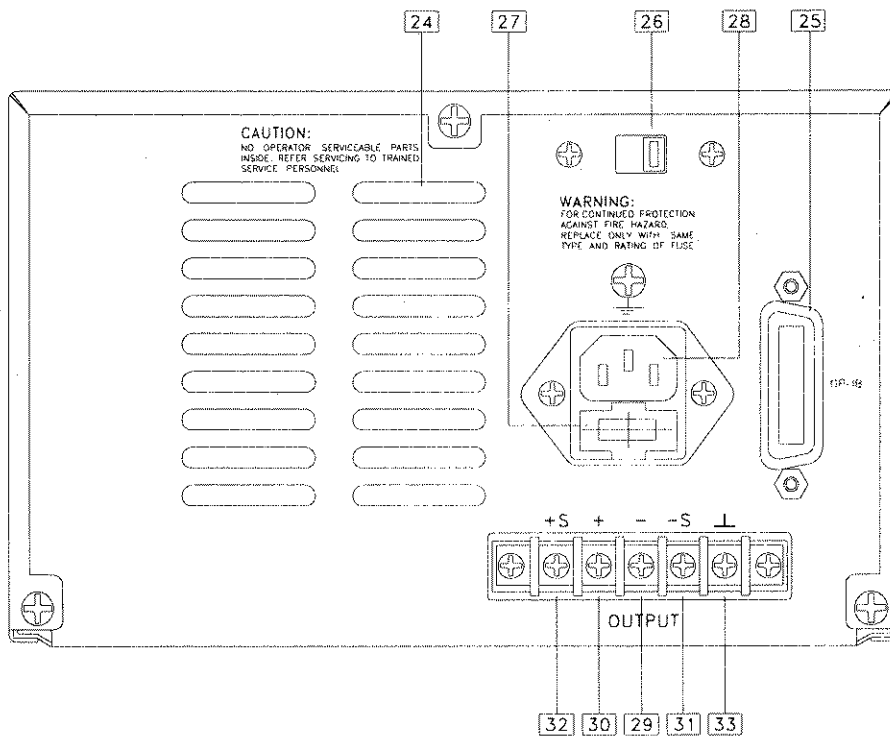 24 27 26 28 25
CAUTION:
NO OPERATOR SERVICEABLE PARTS
INSIDE. REFER SERVICING TO TRAINED
SERVICE PERSONNEL
WARNING:
FOR CONTINUED PROTECTION
AGAINST FIRE HAZARD,
REPLACE ONLY WITH SAME
TYPE AND RATING OF FUSE
GP-IB
+S + - -S ⊥
OUTPUT
32 30 29 31 33